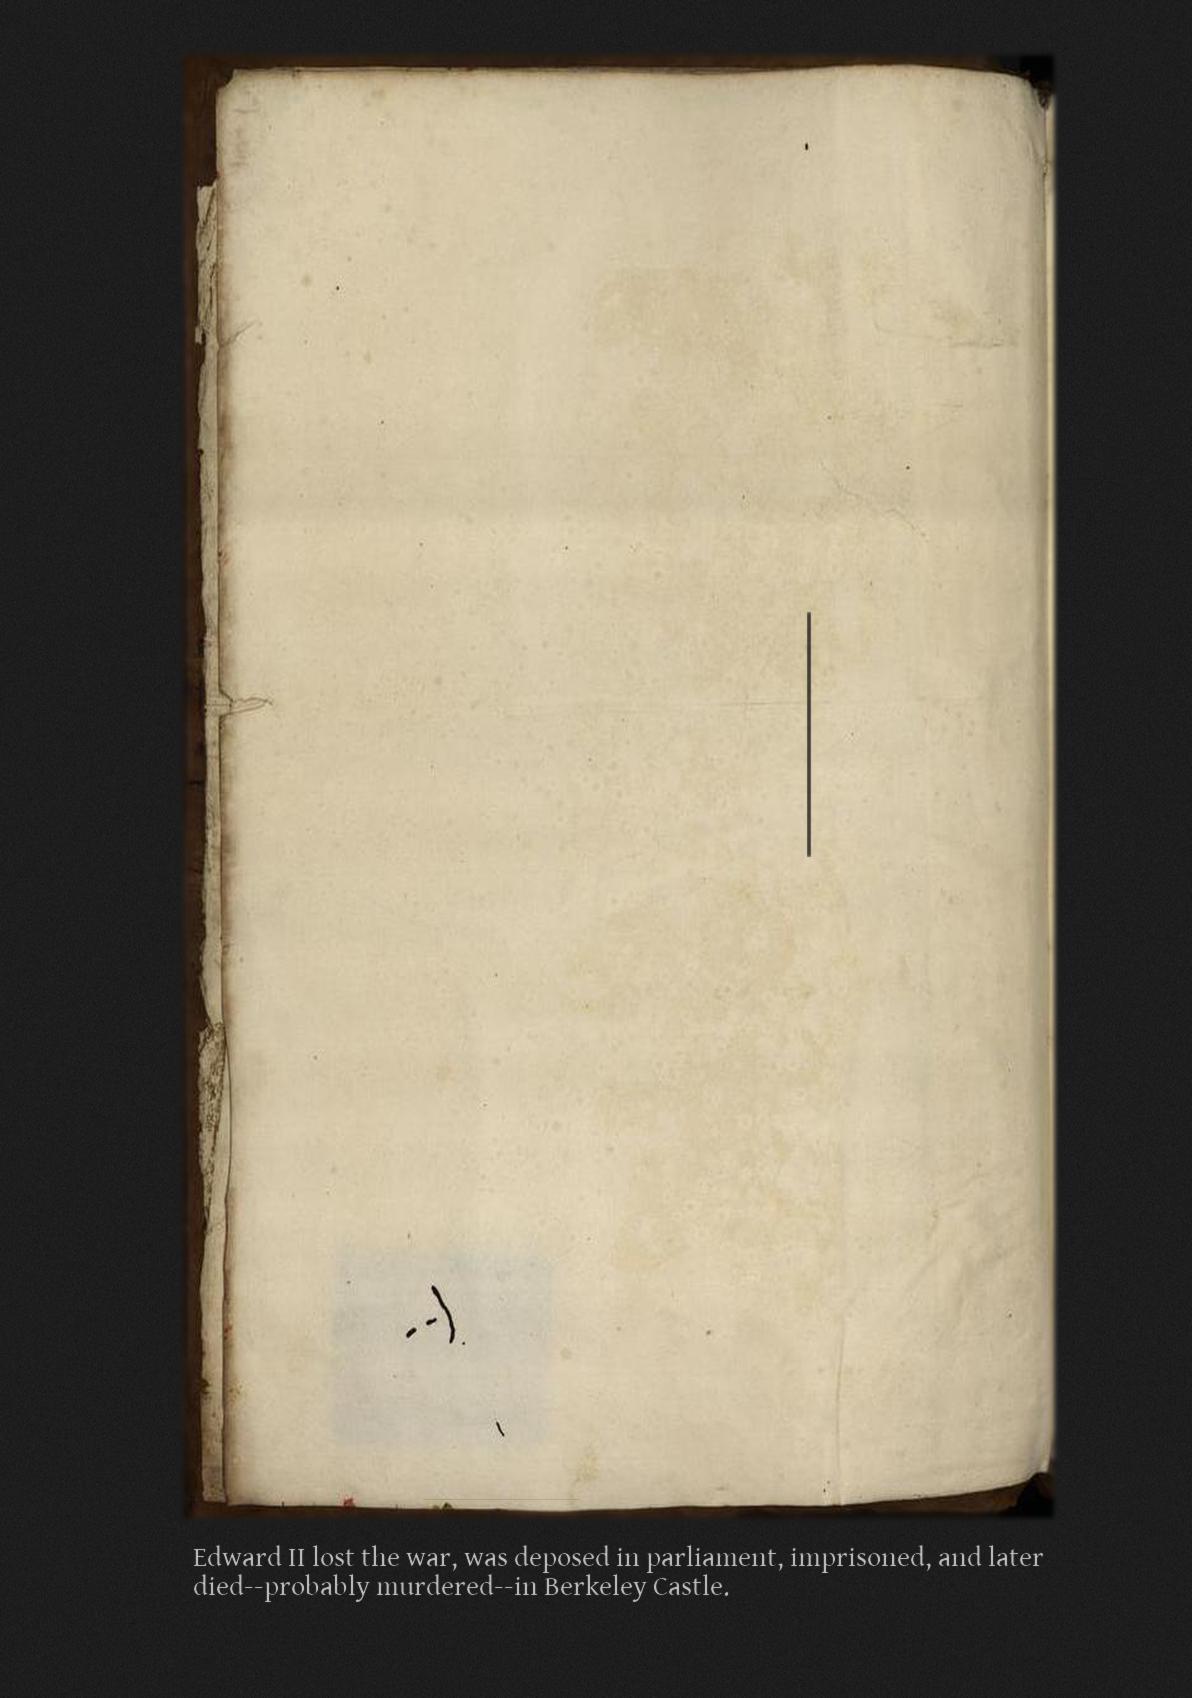 Edward II lost the war, was deposed in parliament, imprisoned, and later
died--probably murdered--in Berkeley Castle.